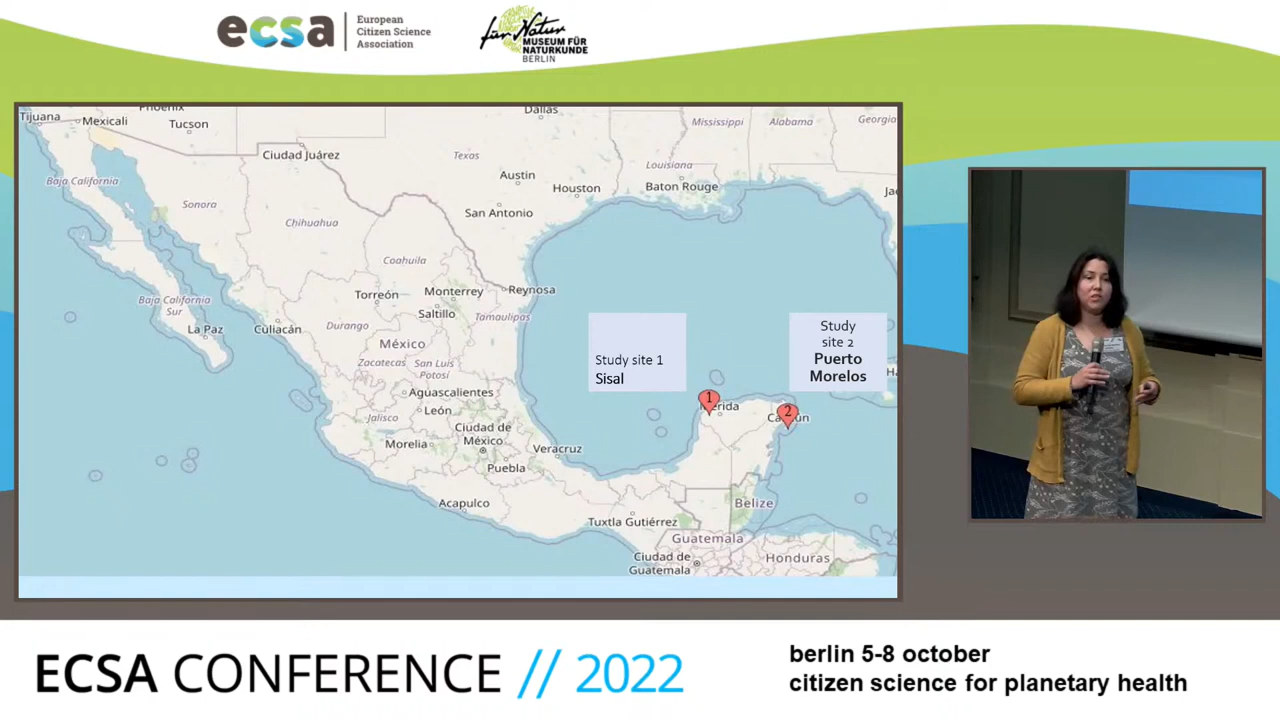 ecsa
European
Citizen Science
Association
für Natur
MUSEUM FÜR
NATURKUNDE
BERLIN
Tijuana
Mexicali
Phoenix
Tucson
Dallas
Mississippi
Alabama
Georgia
Ciudad Juárez
Texas
Louisiana
Baja California
Austin
Houston
Baton Rouge
Sonora
San Antonio
Chihuahua
Coahuila
Baja California
Sur
Torreón
Monterrey
Reynosa
Saltillo
La Paz
Culiacán
Durango
Tamaulipas
México
Zacatecas
San Luis
Potosí
Aguascalientes
León
Jalisco
Ciudad de
México
Morelia
Veracruz
Puebla
Acapulco
Study site 1
Sisal
Study
site 2
Puerto
Morelos
1
Mérida
2
Cancún
Belize
Tuxtla Gutiérrez
Guatemala
Ciudad de
Guatemala
Honduras
ECSA CONFERENCE // 2022
berlin 5-8 october
citizen science for planetary health